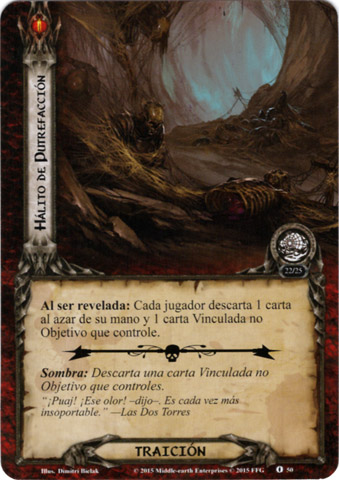 HÁLITO DE PUTREFACCIÓN
22/25
Al ser revelada: Cada jugador descarta 1 carta
al azar de su mano y 1 carta Vinculada no
Objetivo que controle.
Sombra: Descarta una carta Vinculada no
Objetivo que controles.
“¡Puaj! ¡Ese olor! –dijo–. Es cada vez más
insoportable.” —Las Dos Torres
TRAICIÓN
Illus. Dimitri Bielak
© 2015 Middle-earth Enterprises © 2015 FFG
50